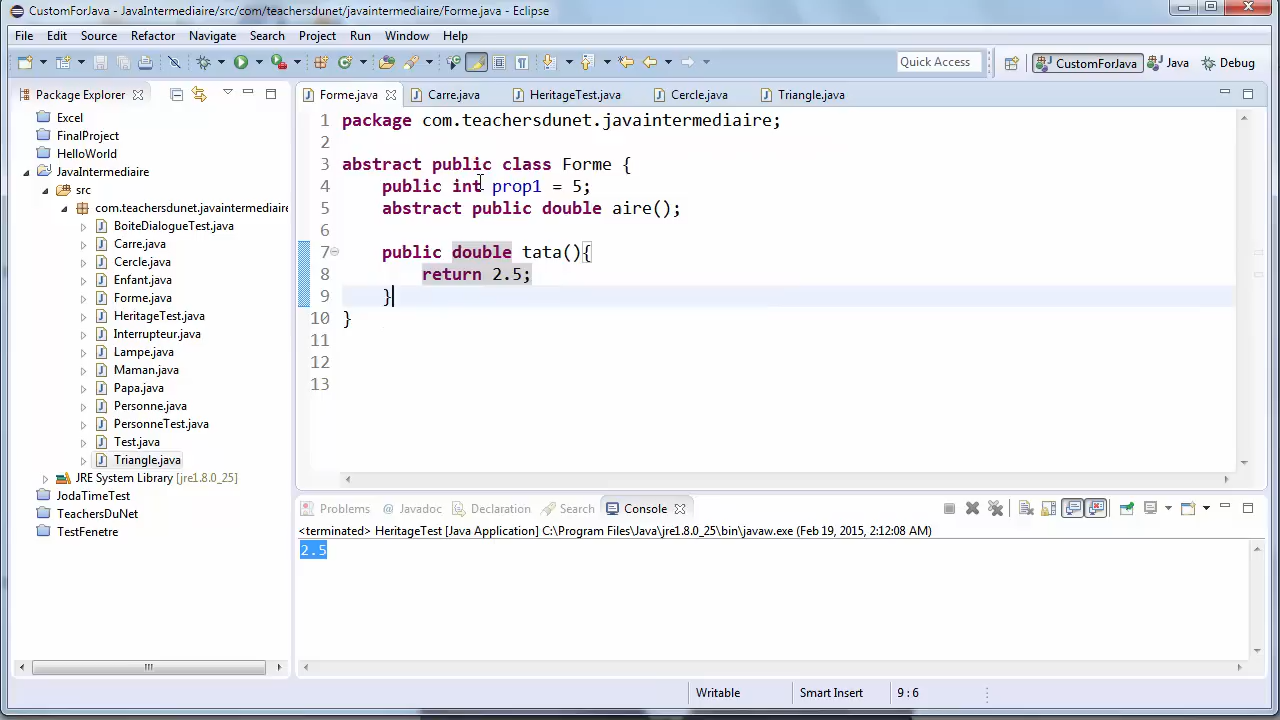 CustomForJava - JavaIntermediaire/src/com/teachersdunet/javaintermediaire/Forme.java - Eclipse
File Edit Source Refactor Navigate Search Project Run Window Help
Quick Access CustomForJava Java Debug
Package Explorer
Excel
FinalProject
HelloWorld
JavaIntermediaire
src
com.teachersdunet.javaintermediaire
BoiteDialogueTest.java
Carre.java
Cercle.java
Enfant.java
Forme.java
HeritageTest.java
Interrupteur.java
Lampe.java
Maman.java
Papa.java
Personne.java
PersonneTest.java
Test.java
Triangle.java
JRE System Library [jre1.8.0_25]
JodaTimeTest
TeachersDuNet
TestFenetre
Forme.java Carre.java HeritageTest.java Cercle.java Triangle.java
1 package com.teachersdunet.javaintermediaire;
2
3 abstract public class Forme {
4 public int prop1 = 5;
5 abstract public double aire();
6
7 public double tata(){
8 return 2.5;
9 }
10 }
11
12
13
Problems @ Javadoc Declaration Search Console
<terminated> HeritageTest [Java Application] C:\Program Files\Java\jre1.8.0_25\bin\javaw.exe (Feb 19, 2015, 2:12:08 AM)
2.5
Writable Smart Insert 9 : 6